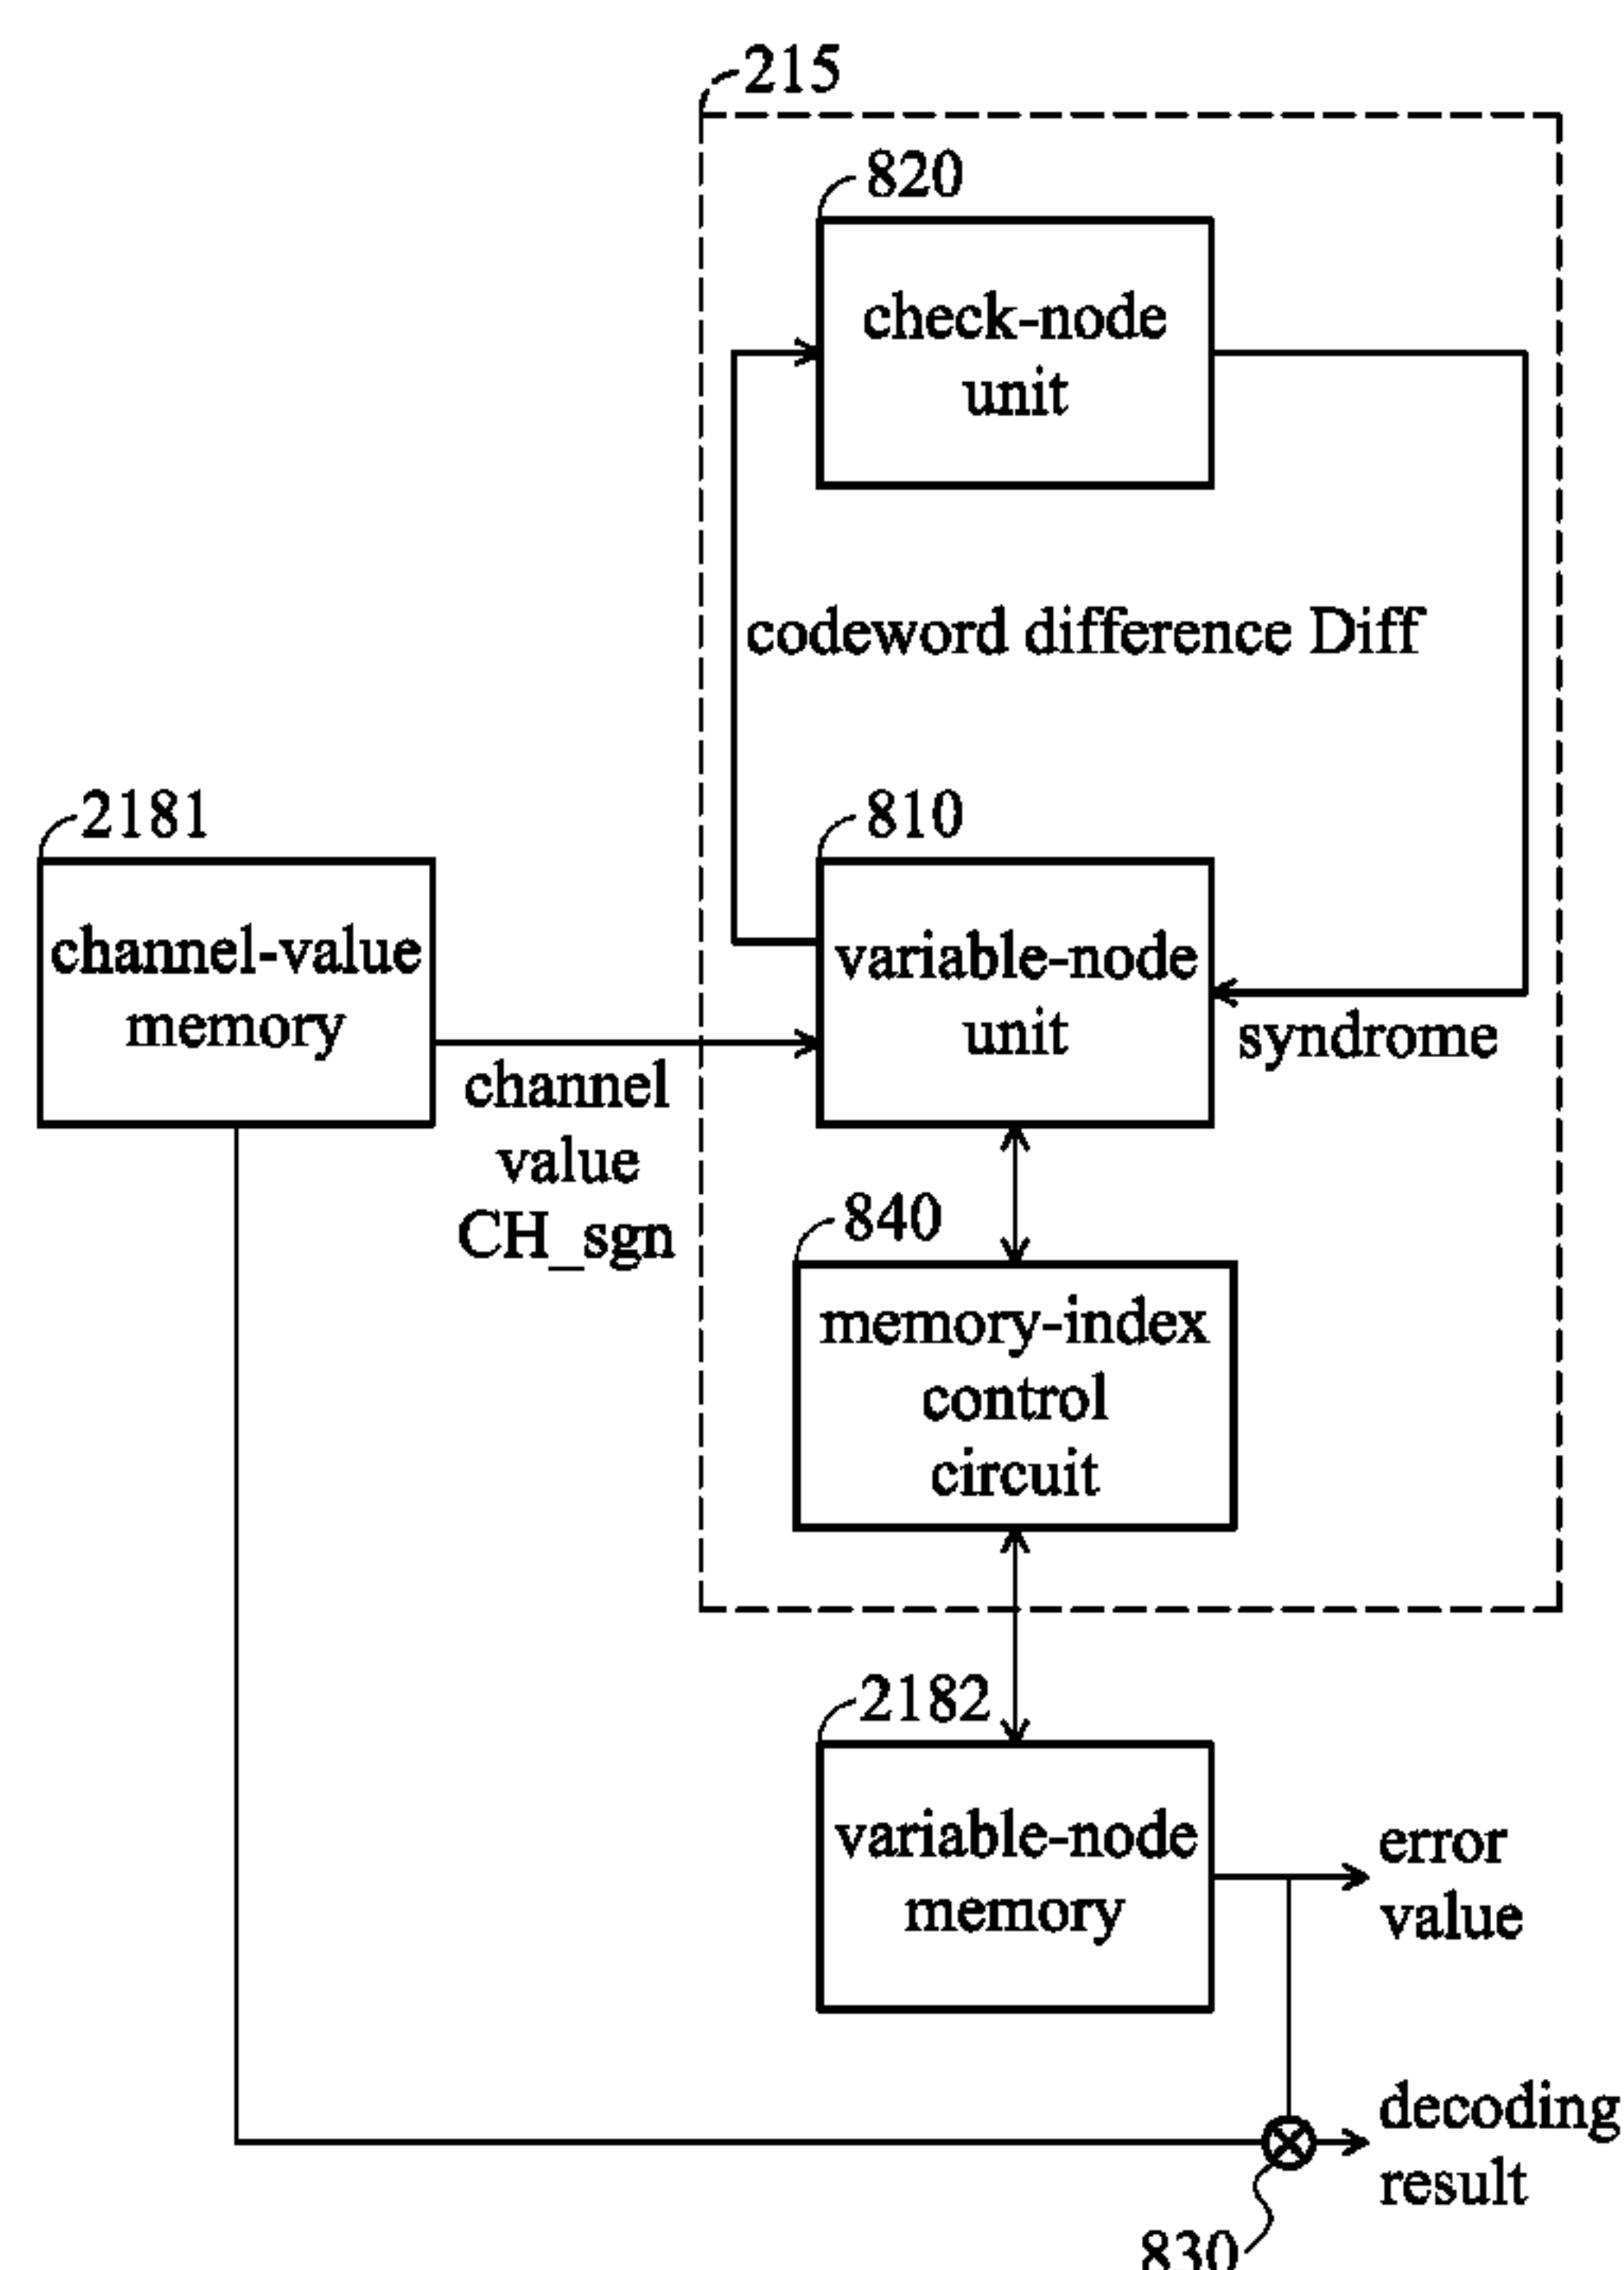 215
820
check-node
unit
codeword difference Diff
2181
channel-value
memory
810
variable-node
unit
syndrome
channel
value
CH_sgn
840
memory-index
control
circuit
2182
variable-node
memory
error
value
decoding
result
830